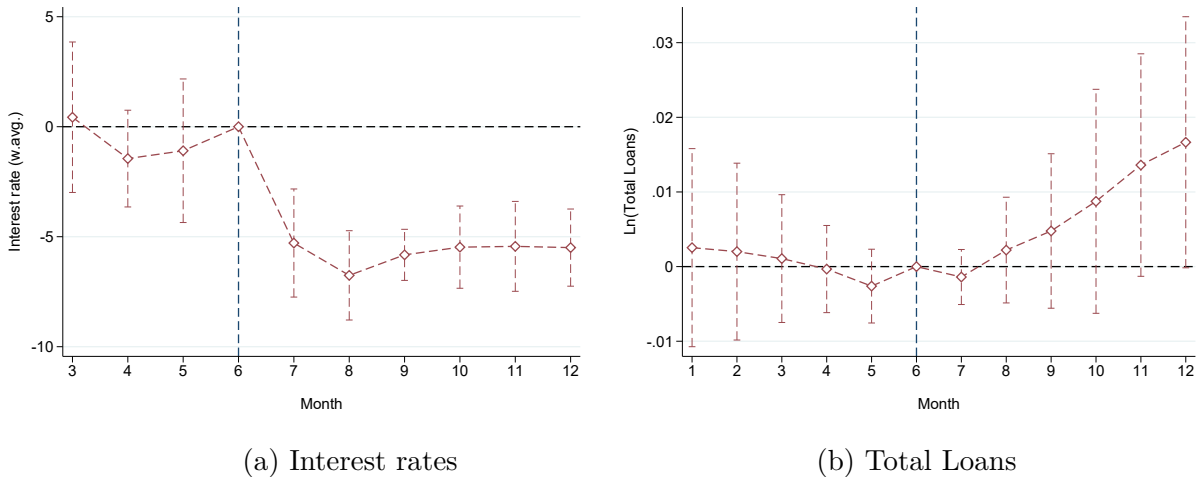 5
0
-5
-10
Interest rate (w.avg.)
3 4 5 6 7 8 9 10 11 12
Month
(a) Interest rates
.03
.02
.01
0
-.01
Ln(Total Loans)
1 2 3 4 5 6 7 8 9 10 11 12
Month
(b) Total Loans